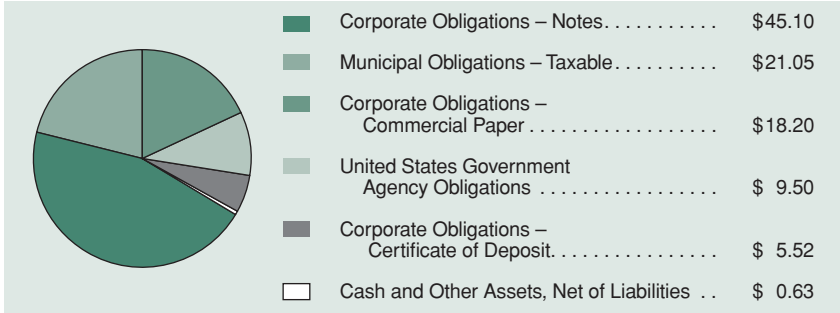 Corporate Obligations – Notes. . . . . . . . . . . $45.10
Municipal Obligations – Taxable. . . . . . . . . . . $21.05
Corporate Obligations –
Commercial Paper . . . . . . . . . . . . . . . . . . $18.20
United States Government
Agency Obligations . . . . . . . . . . . . . . . . . $ 9.50
Corporate Obligations –
Certificate of Deposit. . . . . . . . . . . . . . . . $ 5.52
Cash and Other Assets, Net of Liabilities . . $ 0.63